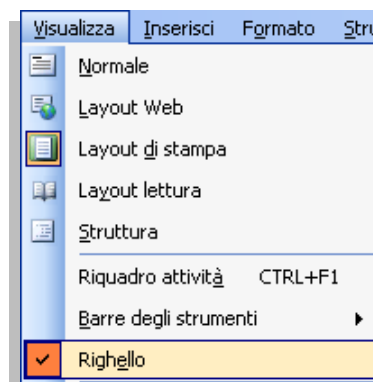 Visualizza Inserisci Formato Stru
Normale
Layout Web
Layout di stampa
Layout lettura
Struttura
Riquadro attività CTRL+F1
Barre degli strumenti
Righello